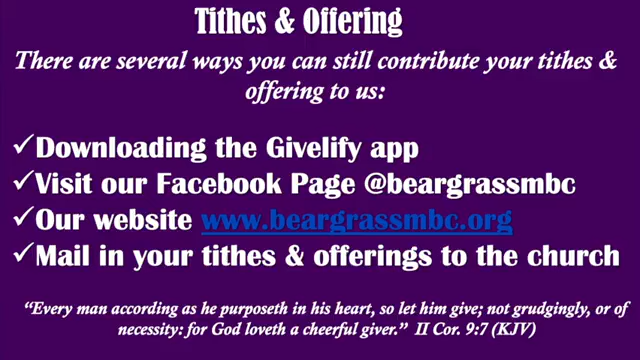 Tithes & Offering
There are several ways you can still contribute your tithes &
offering to us:
✓Downloading the Givelify app
✓Visit our Facebook Page @beargrassmbc
✓Our website www.beargrassmbc.org
✓Mail in your tithes & offerings to the church
“Every man according as he purposeth in his heart, so let him give; not grudgingly, or of
necessity: for God loveth a cheerful giver.” II Cor. 9:7 (KJV)